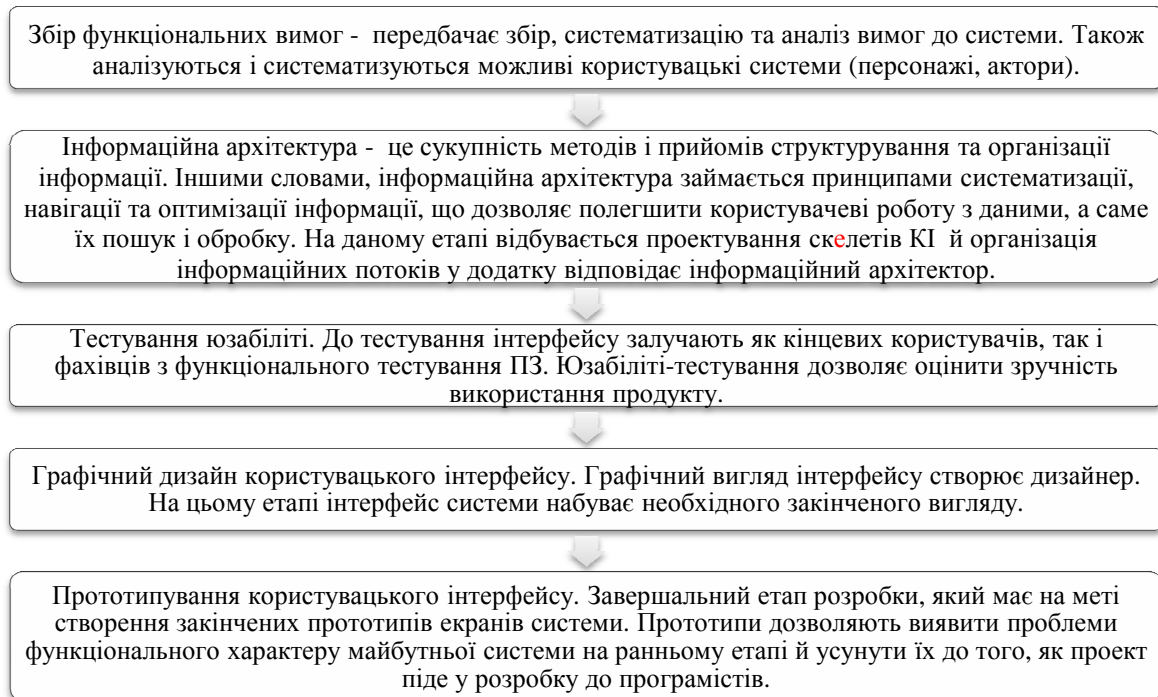 Збір функціональних вимог -  передбачає збір, систематизацію та аналіз вимог до системи. Також
аналізуються і систематизуються можливі користувацькі системи (персонажі, актори).
Інформаційна архітектура -  це сукупність методів і прийомів структурування та організації
інформації. Іншими словами, інформаційна архітектура займається принципами систематизації,
навігації та оптимізації інформації, що дозволяє полегшити користувачеві роботу з даними, а саме
їх пошук і обробку. На даному етапі відбувається проектування скелетів КІ  й організація
інформаційних потоків у додатку відповідає інформаційний архітектор.
Тестування юзабіліті. До тестування інтерфейсу залучають як кінцевих користувачів, так і
фахівців з функціонального тестування ПЗ. Юзабіліті-тестування дозволяє оцінити зручність
використання продукту.
Графічний дизайн користувацького інтерфейсу. Графічний вигляд інтерфейсу створює дизайнер.
На цьому етапі інтерфейс системи набуває необхідного закінченого вигляду.
Прототипування користувацького інтерфейсу. Завершальний етап розробки, який має на меті
створення закінчених прототипів екранів системи. Прототипи дозволяють виявити проблеми
функціонального характеру майбутньої системи на ранньому етапі й усунути їх до того, як проект
піде у розробку до програмістів.